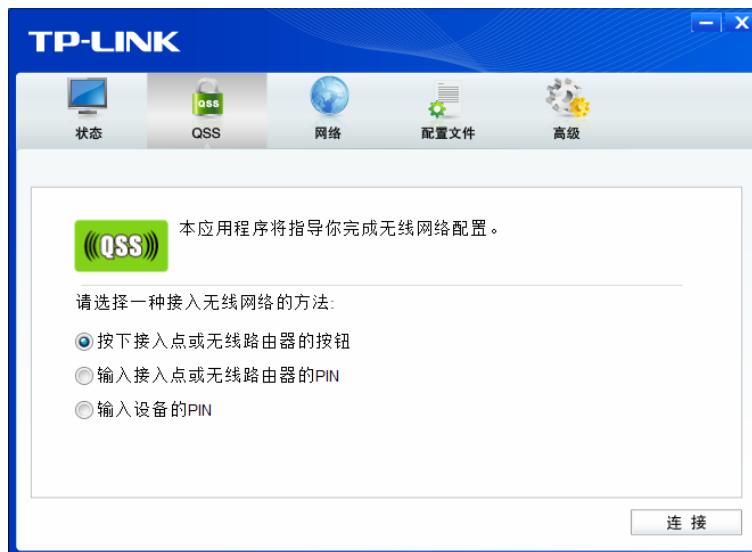 TP-LINK
状态
QSS
QSS
网络
配置文件
高级
QSS
本应用程序将指导你完成无线网络配置。
请选择一种接入无线网络的方法:
按下接入点或无线路由器的按钮
输入接入点或无线路由器的PIN
输入设备的PIN
连 接